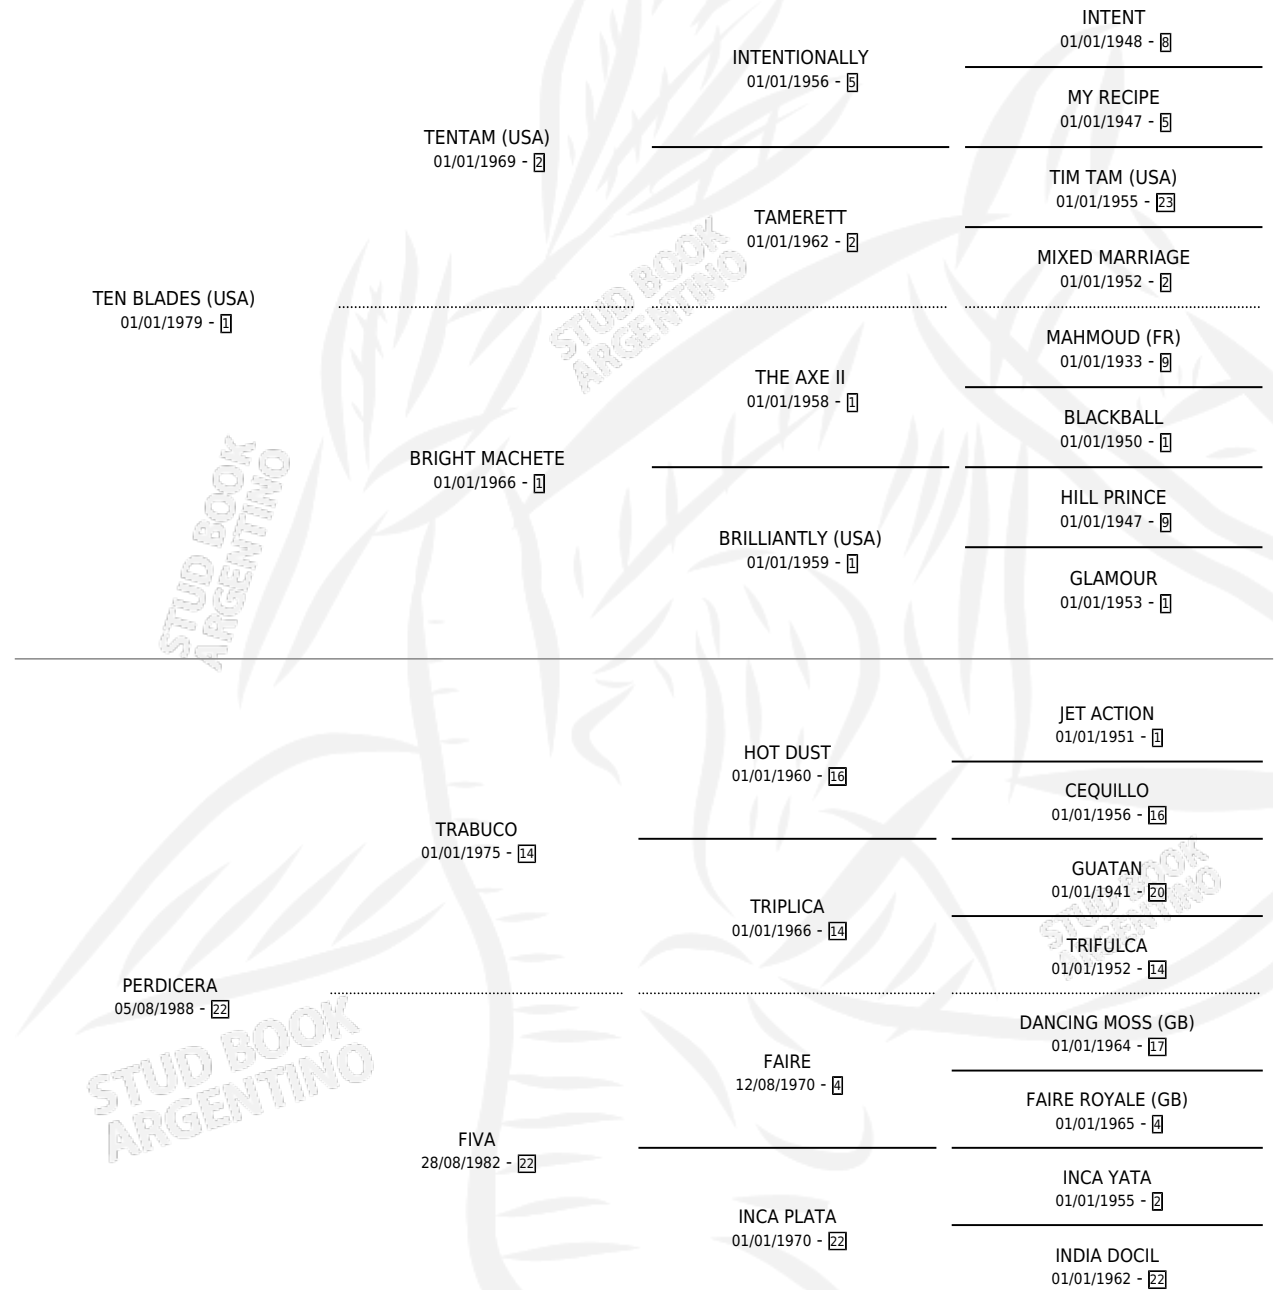 INTENT
01/01/1948 - 8
INTENTIONALLY
01/01/1956 - 5
MY RECIPE
01/01/1947 - 5
TENTAM (USA)
01/01/1969 - 2
TIM TAM (USA)
01/01/1955 - 23
TAMERETT
01/01/1962 - 2
MIXED MARRIAGE
01/01/1952 - 2
TEN BLADES (USA)
01/01/1979 - 1
STUD BOOK
ARGENTINO
MAHMOUD (FR)
01/01/1933 - 9
THE AXE II
01/01/1958 - 1
BLACKBALL
01/01/1950 - 1
BRIGHT MACHETE
01/01/1966 - 1
HILL PRINCE
01/01/1947 - 9
BRILLIANTLY (USA)
01/01/1959 - 1
GLAMOUR
01/01/1953 - 1
STUD BOOK
ARGENTINO
JET ACTION
01/01/1951 - 1
HOT DUST
01/01/1960 - 16
CEQUILLO
01/01/1956 - 16
TRABUCO
01/01/1975 - 14
GUATAN
01/01/1941 - 20
TRIPLICA
01/01/1966 - 14
STUD BOOK
ARGENTINO
TRIFULCA
01/01/1952 - 14
PERDICERA
05/08/1988 - 22
DANCING MOSS (GB)
01/01/1964 - 17
FAIRE
12/08/1970 - 4
STUD BOOK
ARGENTINO
FAIRE ROYALE (GB)
01/01/1965 - 4
FIVA
28/08/1982 - 22
INCA YATA
01/01/1955 - 2
INCA PLATA
01/01/1970 - 22
INDIA DOCIL
01/01/1962 - 22